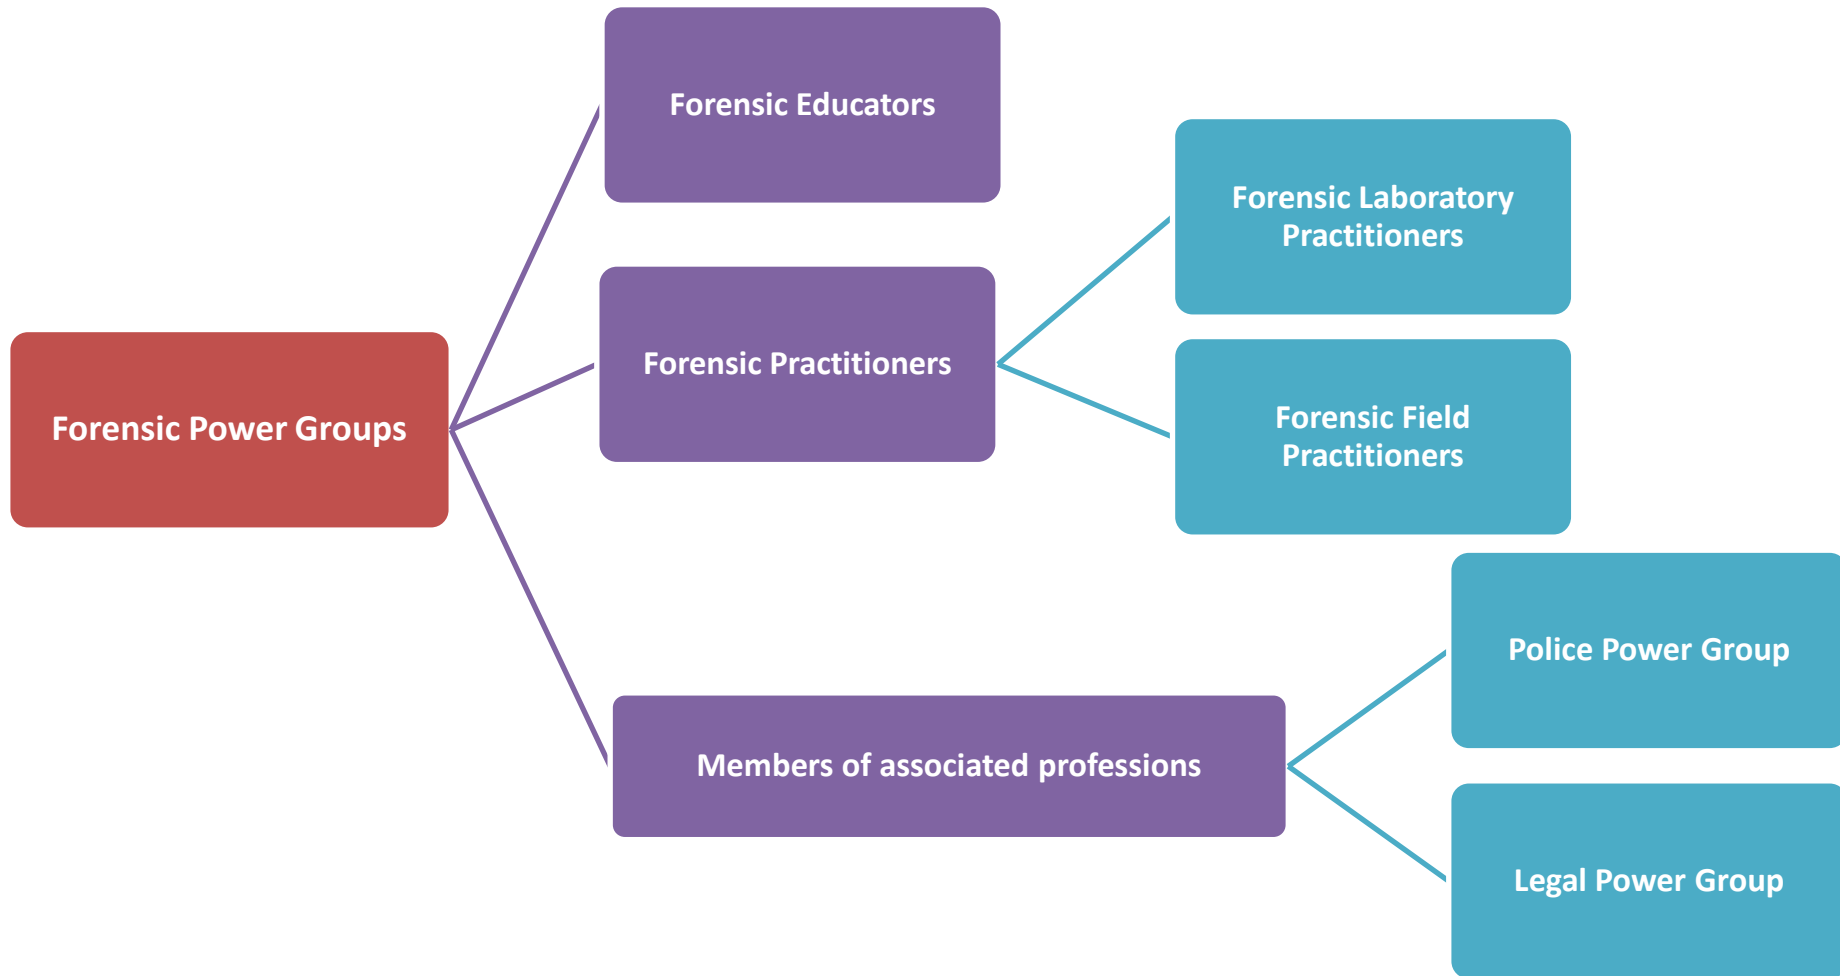 Forensic Power Groups
Forensic Educators
Forensic Practitioners
Members of associated professions
Forensic Laboratory
Practitioners
Forensic Field
Practitioners
Police Power Group
Legal Power Group